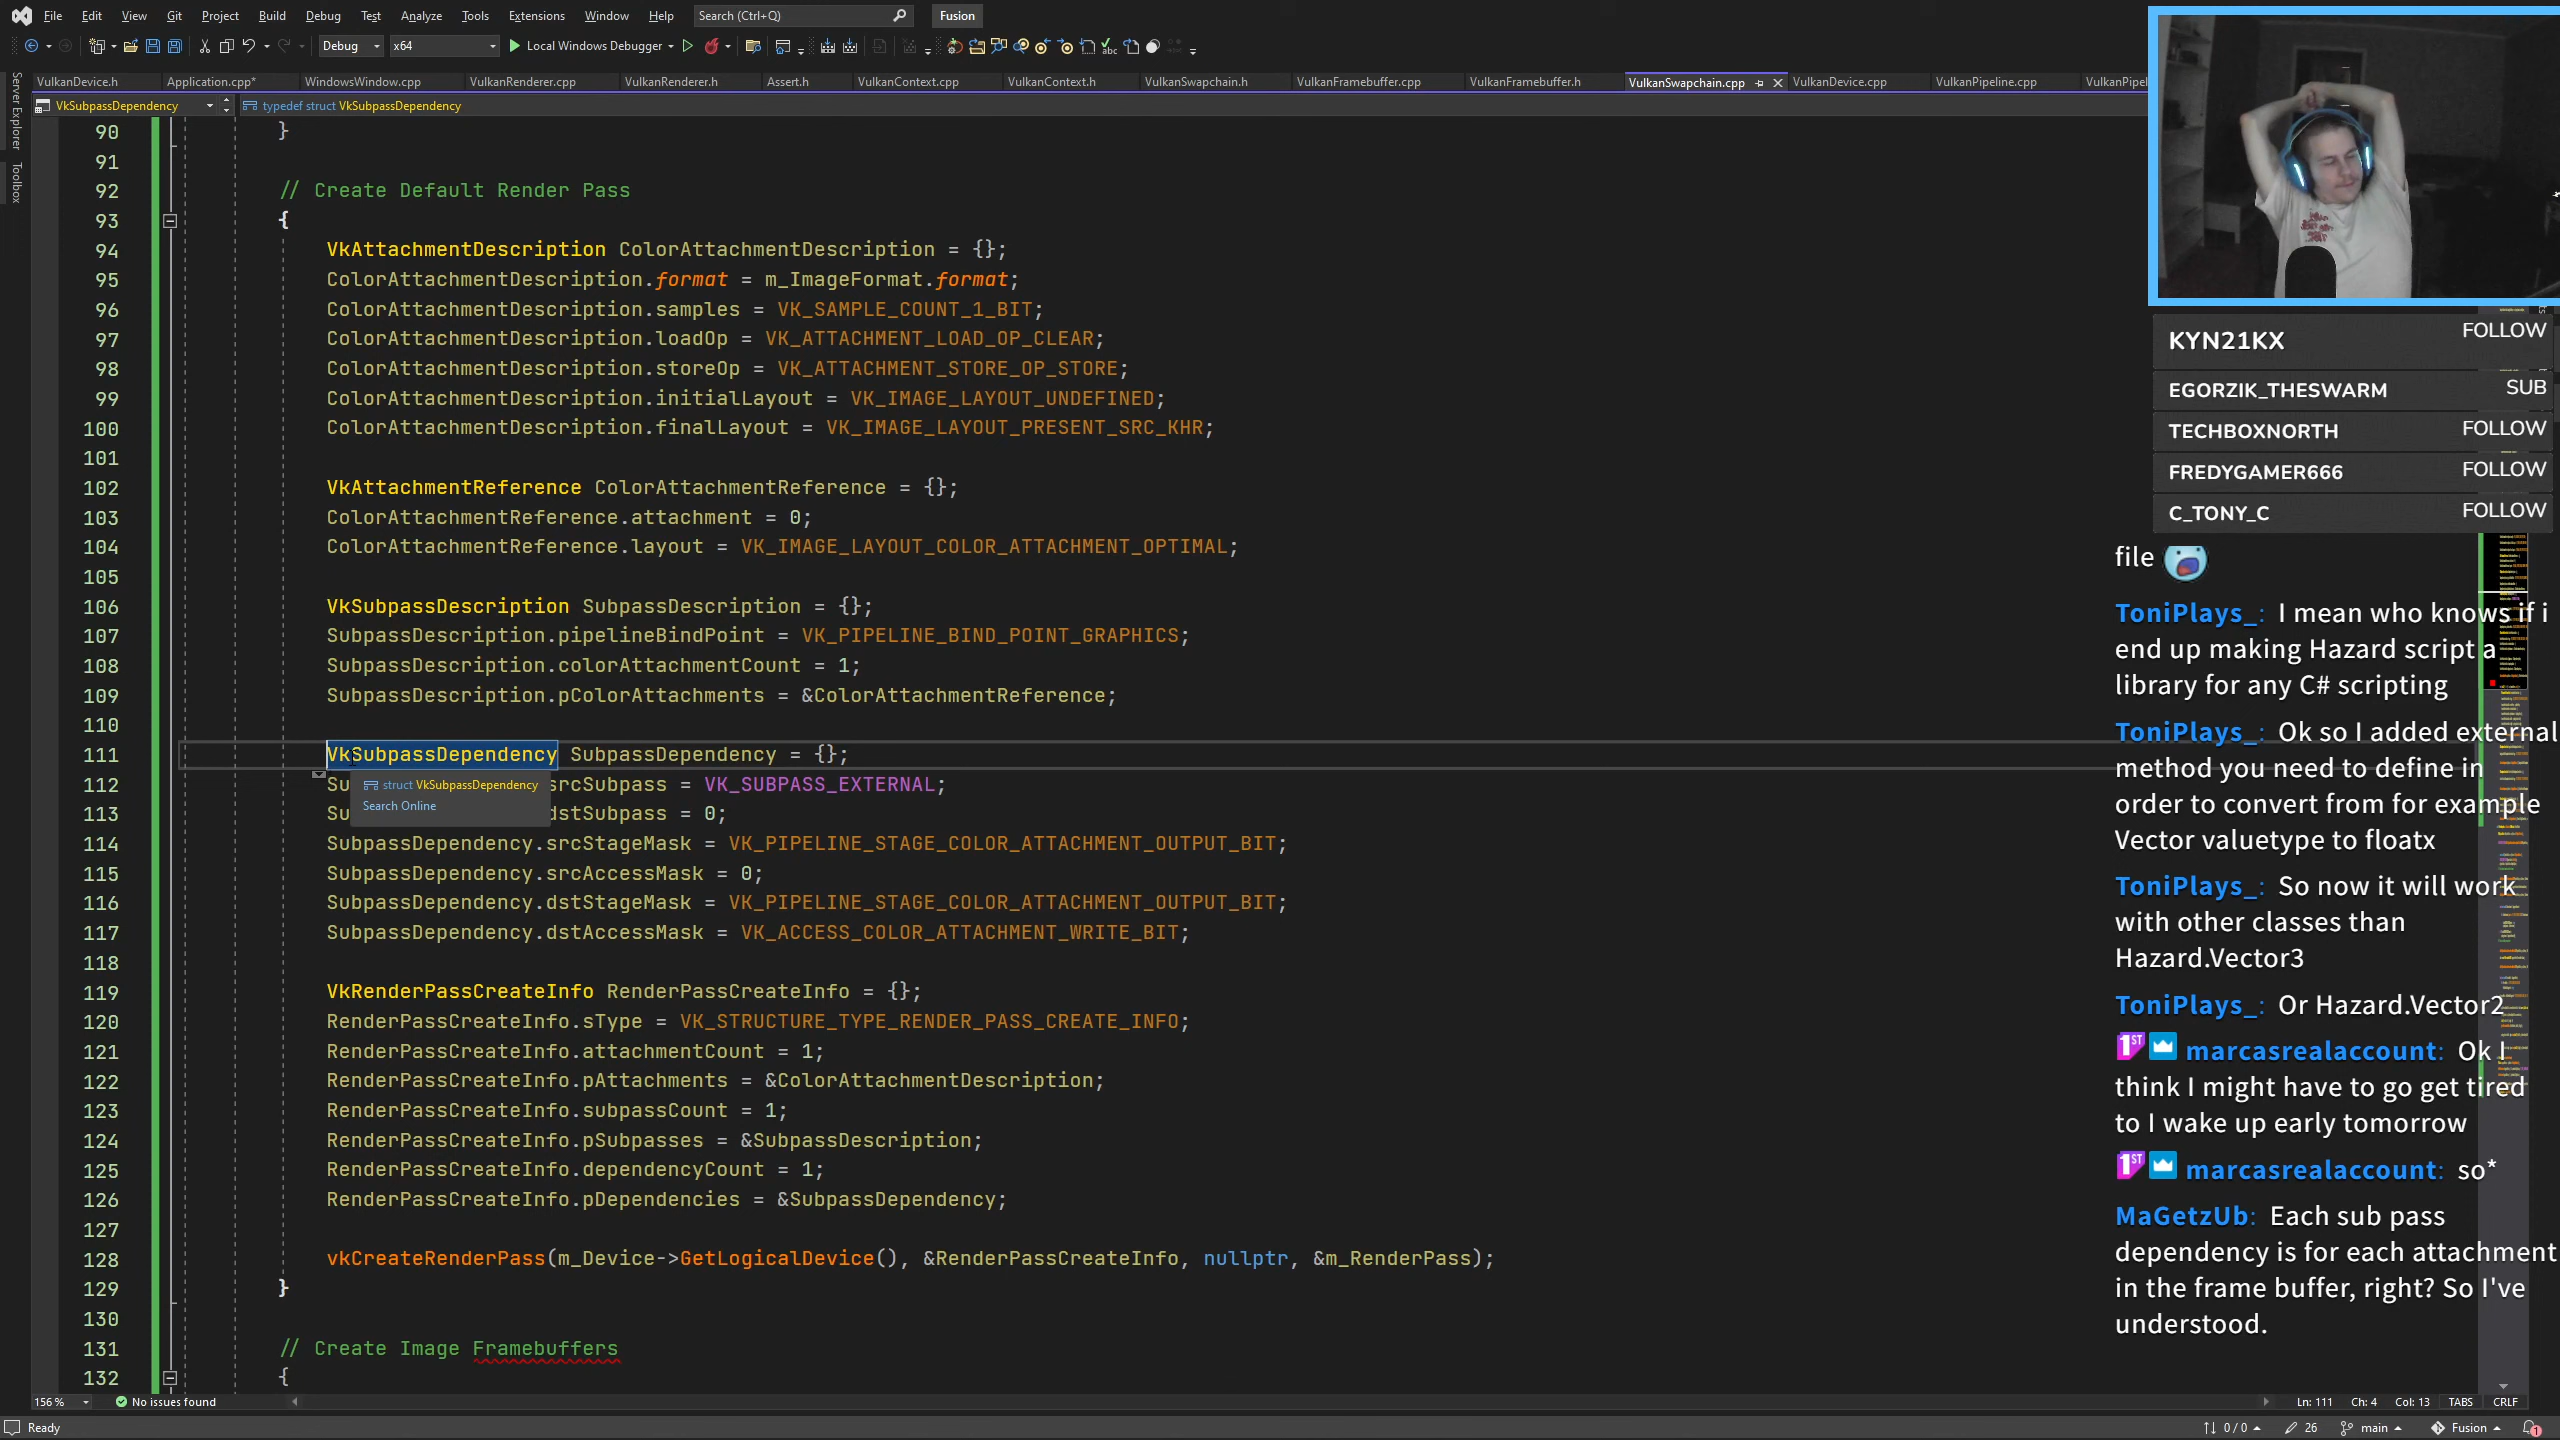 File Edit View Git Project Build Debug Test Analyze Tools Extensions Window Help Search (Ctrl+Q) Fusion
Debug x64 Local Windows Debugger
VulkanDevice.h Application.cpp* WindowsWindow.cpp VulkanRenderer.cpp VulkanRenderer.h Assert.h VulkanContext.cpp VulkanContext.h VulkanSwapchain.h VulkanFramebuffer.cpp VulkanFramebuffer.h VulkanSwapchain.cpp VulkanDevice.cpp VulkanPipeline.cpp VulkanPipel
VkSubpassDependency typedef struct VkSubpassDependency
Server Explorer
Toolbox
90 }
91
92 // Create Default Render Pass
93 {
94 VkAttachmentDescription ColorAttachmentDescription = {};
95 ColorAttachmentDescription.format = m_ImageFormat.format;
96 ColorAttachmentDescription.samples = VK_SAMPLE_COUNT_1_BIT;
97 ColorAttachmentDescription.loadOp = VK_ATTACHMENT_LOAD_OP_CLEAR;
98 ColorAttachmentDescription.storeOp = VK_ATTACHMENT_STORE_OP_STORE;
99 ColorAttachmentDescription.initialLayout = VK_IMAGE_LAYOUT_UNDEFINED;
100 ColorAttachmentDescription.finalLayout = VK_IMAGE_LAYOUT_PRESENT_SRC_KHR;
101
102 VkAttachmentReference ColorAttachmentReference = {};
103 ColorAttachmentReference.attachment = 0;
104 ColorAttachmentReference.layout = VK_IMAGE_LAYOUT_COLOR_ATTACHMENT_OPTIMAL;
105
106 VkSubpassDescription SubpassDescription = {};
107 SubpassDescription.pipelineBindPoint = VK_PIPELINE_BIND_POINT_GRAPHICS;
108 SubpassDescription.colorAttachmentCount = 1;
109 SubpassDescription.pColorAttachments = &ColorAttachmentReference;
110
111 VkSubpassDependency SubpassDependency = {};
112 Su srcSubpass = VK_SUBPASS_EXTERNAL;
struct VkSubpassDependency
Search Online
113 Su dstSubpass = 0;
114 SubpassDependency.srcStageMask = VK_PIPELINE_STAGE_COLOR_ATTACHMENT_OUTPUT_BIT;
115 SubpassDependency.srcAccessMask = 0;
116 SubpassDependency.dstStageMask = VK_PIPELINE_STAGE_COLOR_ATTACHMENT_OUTPUT_BIT;
117 SubpassDependency.dstAccessMask = VK_ACCESS_COLOR_ATTACHMENT_WRITE_BIT;
118
119 VkRenderPassCreateInfo RenderPassCreateInfo = {};
120 RenderPassCreateInfo.sType = VK_STRUCTURE_TYPE_RENDER_PASS_CREATE_INFO;
121 RenderPassCreateInfo.attachmentCount = 1;
122 RenderPassCreateInfo.pAttachments = &ColorAttachmentDescription;
123 RenderPassCreateInfo.subpassCount = 1;
124 RenderPassCreateInfo.pSubpasses = &SubpassDescription;
125 RenderPassCreateInfo.dependencyCount = 1;
126 RenderPassCreateInfo.pDependencies = &SubpassDependency;
127
128 vkCreateRenderPass(m_Device->GetLogicalDevice(), &RenderPassCreateInfo, nullptr, &m_RenderPass);
129 }
130
131 // Create Image Framebuffers
132 {
KYN21KX FOLLOW
EGORZIK_THESWARM SUB
TECHBOXNORTH FOLLOW
FREDYGAMER666 FOLLOW
C_TONY_C FOLLOW
file
ToniPlays_: I mean who knows if i
end up making Hazard script a
library for any C# scripting
ToniPlays_: Ok so I added external
method you need to define in
order to convert from for example
Vector valuetype to floatx
ToniPlays_: So now it will work
with other classes than
Hazard.Vector3
ToniPlays_: Or Hazard.Vector2
1ST marcasrealaccount: Ok I
think I might have to go get tired
to I wake up early tomorrow
1ST marcasrealaccount: so*
MaGetzUb: Each sub pass
dependency is for each attachment
in the frame buffer, right? So I've
understood.
156 % No issues found Ln: 111 Ch: 4 Col: 13 TABS CRLF
Ready 0 / 0 26 main Fusion 1